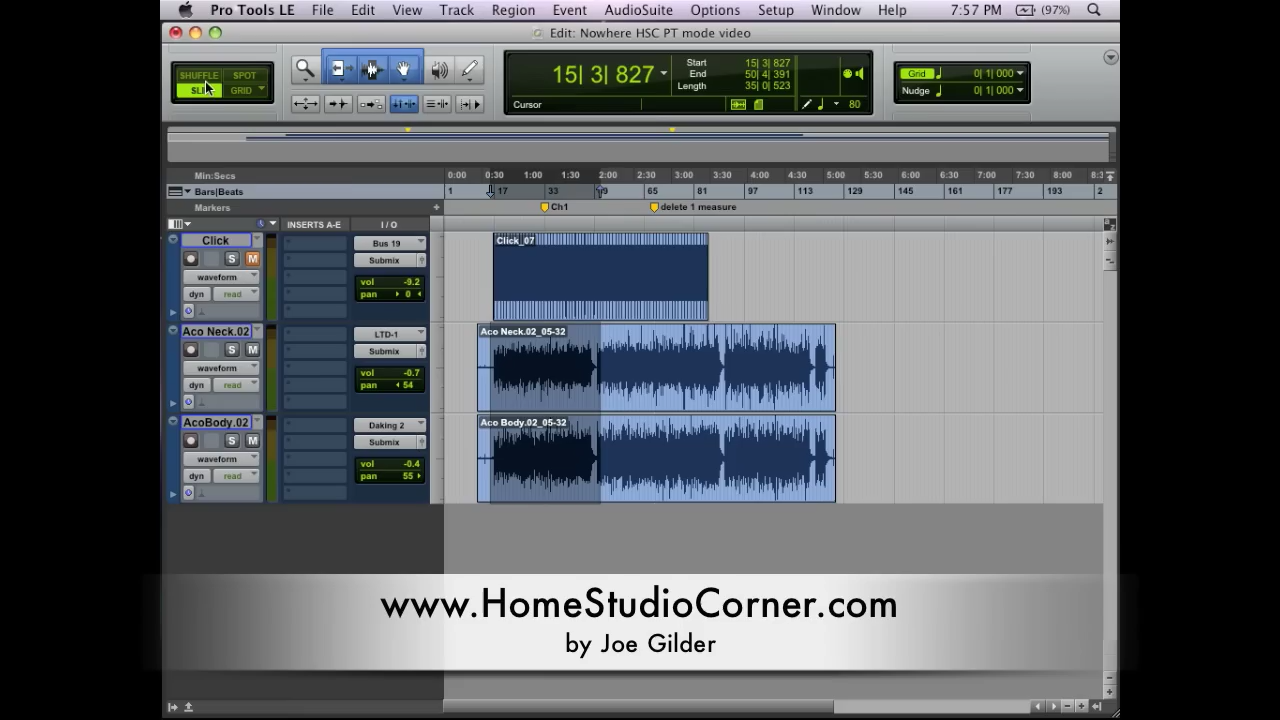 Pro Tools LE File Edit View Track Region Event AudioSuite Options Setup Window Help 7:57 PM (97%)
Edit: Nowhere HSC PT mode video
SHUFFLE SPOT
SLIP GRID
15| 3| 827
Start 15| 3| 827
End 50| 4| 391
Length 35| 0| 523
Cursor 80
Grid 0| 1| 000
Nudge 0| 1| 000
Min:Secs 0:00 0:30 1:00 1:30 2:00 2:30 3:00 3:30 4:00 4:30 5:00 5:30 6:00 6:30 7:00 7:30 8:00
Bars|Beats 1 17 33 65 81 97 113 129 145 161 177 193
Markers Ch1 delete 1 measure
INSERTS A-E I / O
Click
S M
waveform
dyn read
Bus 19
Submix
vol -9.2
pan 0
Click_07
Aco Neck.02
S M
waveform
dyn read
LTD-1
Submix
vol -0.7
pan 54
Aco Neck.02_05-32
AcoBody.02
S M
waveform
dyn read
Daking 2
Submix
vol -0.4
pan 55
Aco Body.02_05-32
www.HomeStudioCorner.com
by Joe Gilder